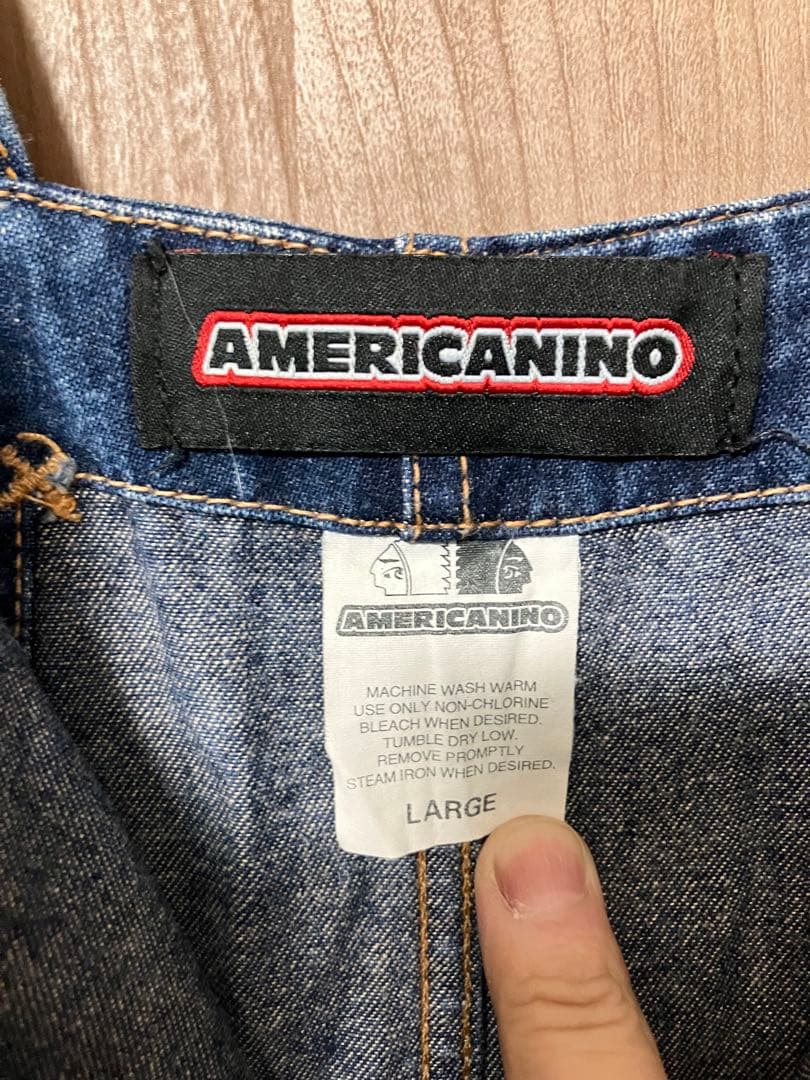 AMERICANINO
AMERICANINO
MACHINE WASH WARM
USE ONLY NON-CHLORINE
BLEACH WHEN DESIRED.
TUMBLE DRY LOW.
REMOVE PROMPTLY
STEAM IRON WHEN DESIRED.
LARGE